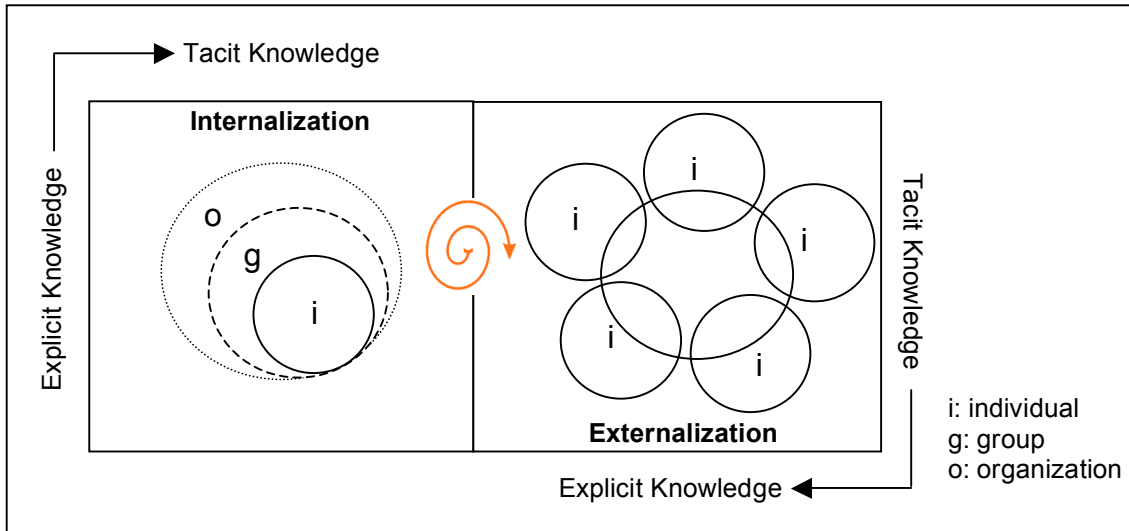 Tacit Knowledge
Explicit Knowledge
Internalization
o
g
i
i
i
i
i
i
Externalization
Tacit Knowledge
Explicit Knowledge
i: individual
g: group
o: organization